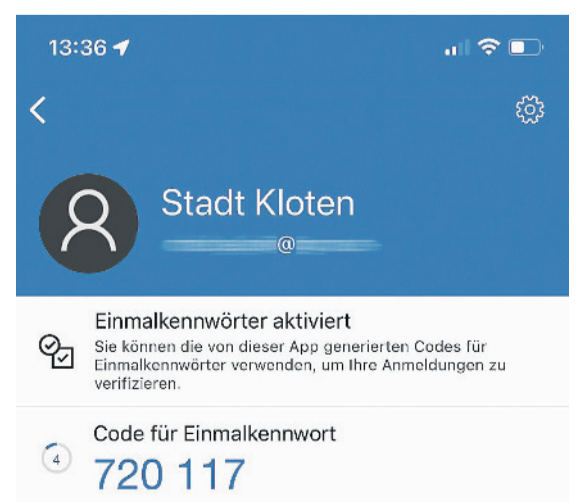 13:36
Stadt Kloten
@
Einmalkennwörter aktiviert
Sie können die von dieser App generierten Codes für
Einmalkennwörter verwenden, um Ihre Anmeldungen zu
verifizieren.
Code für Einmalkennwort
4
720 117